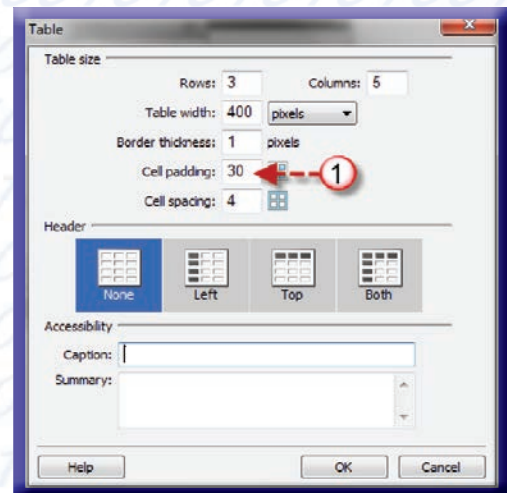 Table
Table size
Rows: 3 Columns: 5
Table width: 400 pixels
Border thickness: 1 pixels
Cell padding: 30 1
Cell spacing: 4
Header
None Left Top Both
Accessibility
Caption:
Summary:
Help OK Cancel